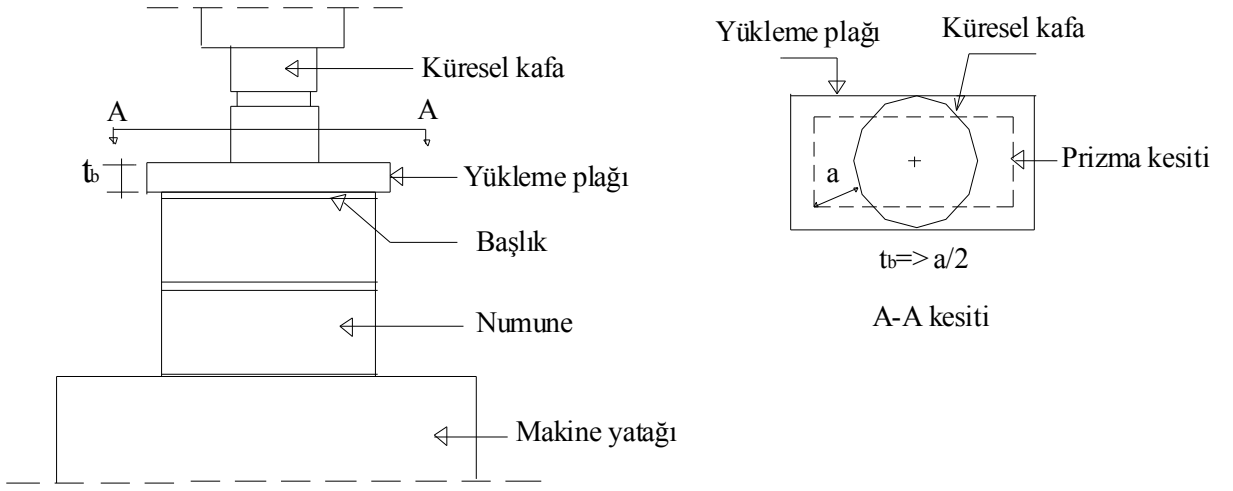 Küresel kafa
A A
tb
Yükleme plağı
Başlık
Numune
Makine yatağı
Yükleme plağı
Küresel kafa
Prizma kesiti
a
tb=> a/2
A-A kesiti